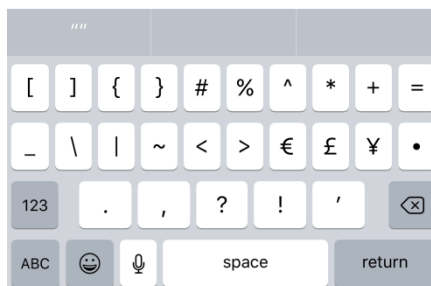 “”
[ ] { } # % ^ * + =
_ \ | ~ < > € £ ¥ •
123 . , ? ! ’
ABC space return